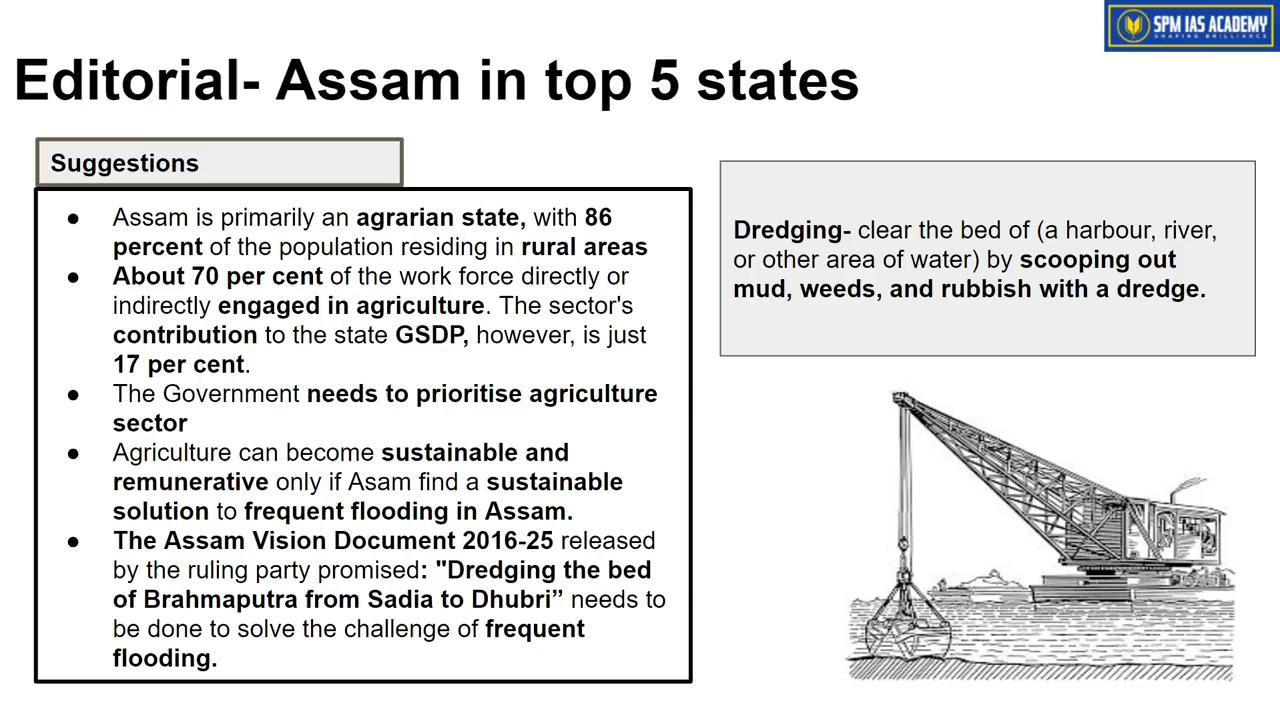 SPM IAS ACADEMY
SHAPING BRILLIANCE
Editorial- Assam in top 5 states
Suggestions
● Assam is primarily an agrarian state, with 86
percent of the population residing in rural areas
● About 70 per cent of the work force directly or
indirectly engaged in agriculture. The sector's
contribution to the state GSDP, however, is just
17 per cent.
● The Government needs to prioritise agriculture
sector
● Agriculture can become sustainable and
remunerative only if Asam find a sustainable
solution to frequent flooding in Assam.
● The Assam Vision Document 2016-25 released
by the ruling party promised: "Dredging the bed
of Brahmaputra from Sadia to Dhubri” needs to
be done to solve the challenge of frequent
flooding.
Dredging- clear the bed of (a harbour, river,
or other area of water) by scooping out
mud, weeds, and rubbish with a dredge.